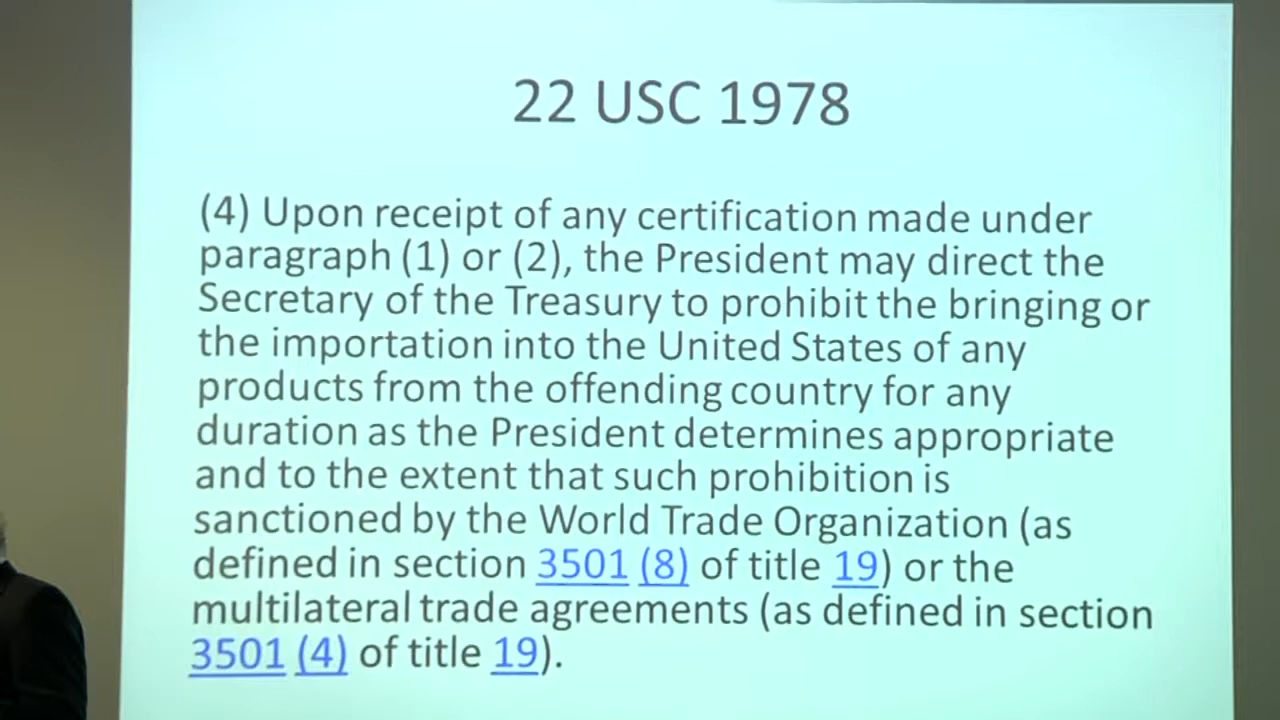 22 USC 1978
(4) Upon receipt of any certification made under
paragraph (1) or (2), the President may direct the
Secretary of the Treasury to prohibit the bringing or
the importation into the United States of any
products from the offending country for any
duration as the President determines appropriate
and to the extent that such prohibition is
sanctioned by the World Trade Organization (as
defined in section 3501 (8) of title 19) or the
multilateral trade agreements (as defined in section
3501 (4) of title 19).